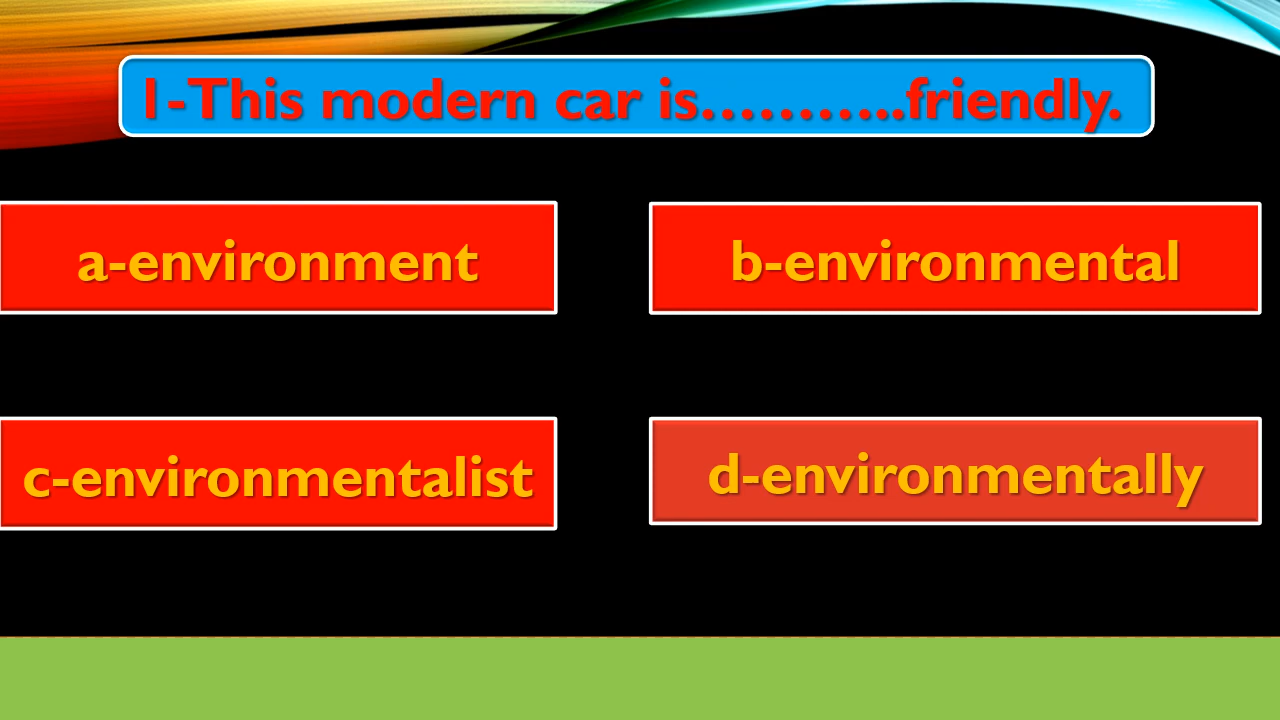 1-This modern car is………..friendly.
a-environment
b-environmental
c-environmentalist
d-environmentally